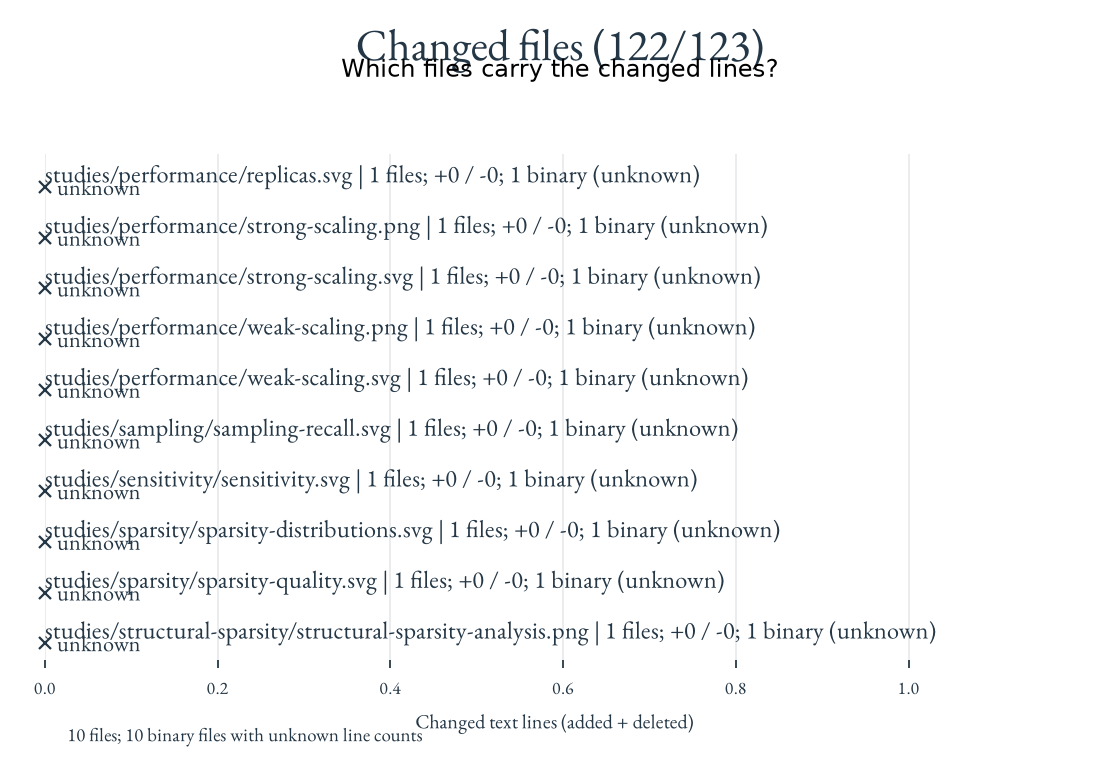 Changed files (122/123)
Which files carry the changed lines?
studies/performance/replicas.svg | 1 files; +0 / -0; 1 binary (unknown)
unknown
studies/performance/strong-scaling.png | 1 files; +0 / -0; 1 binary (unknown)
unknown
studies/performance/strong-scaling.svg | 1 files; +0 / -0; 1 binary (unknown)
unknown
studies/performance/weak-scaling.png | 1 files; +0 / -0; 1 binary (unknown)
unknown
studies/performance/weak-scaling.svg | 1 files; +0 / -0; 1 binary (unknown)
unknown
studies/sampling/sampling-recall.svg | 1 files; +0 / -0; 1 binary (unknown)
unknown
studies/sensitivity/sensitivity.svg | 1 files; +0 / -0; 1 binary (unknown)
unknown
studies/sparsity/sparsity-distributions.svg | 1 files; +0 / -0; 1 binary (unknown)
unknown
studies/sparsity/sparsity-quality.svg | 1 files; +0 / -0; 1 binary (unknown)
unknown
studies/structural-sparsity/structural-sparsity-analysis.png | 1 files; +0 / -0; 1 binary (unknown)
unknown
0.0 0.2 0.4 0.6 0.8 1.0
Changed text lines (added + deleted)
10 files; 10 binary files with unknown line counts